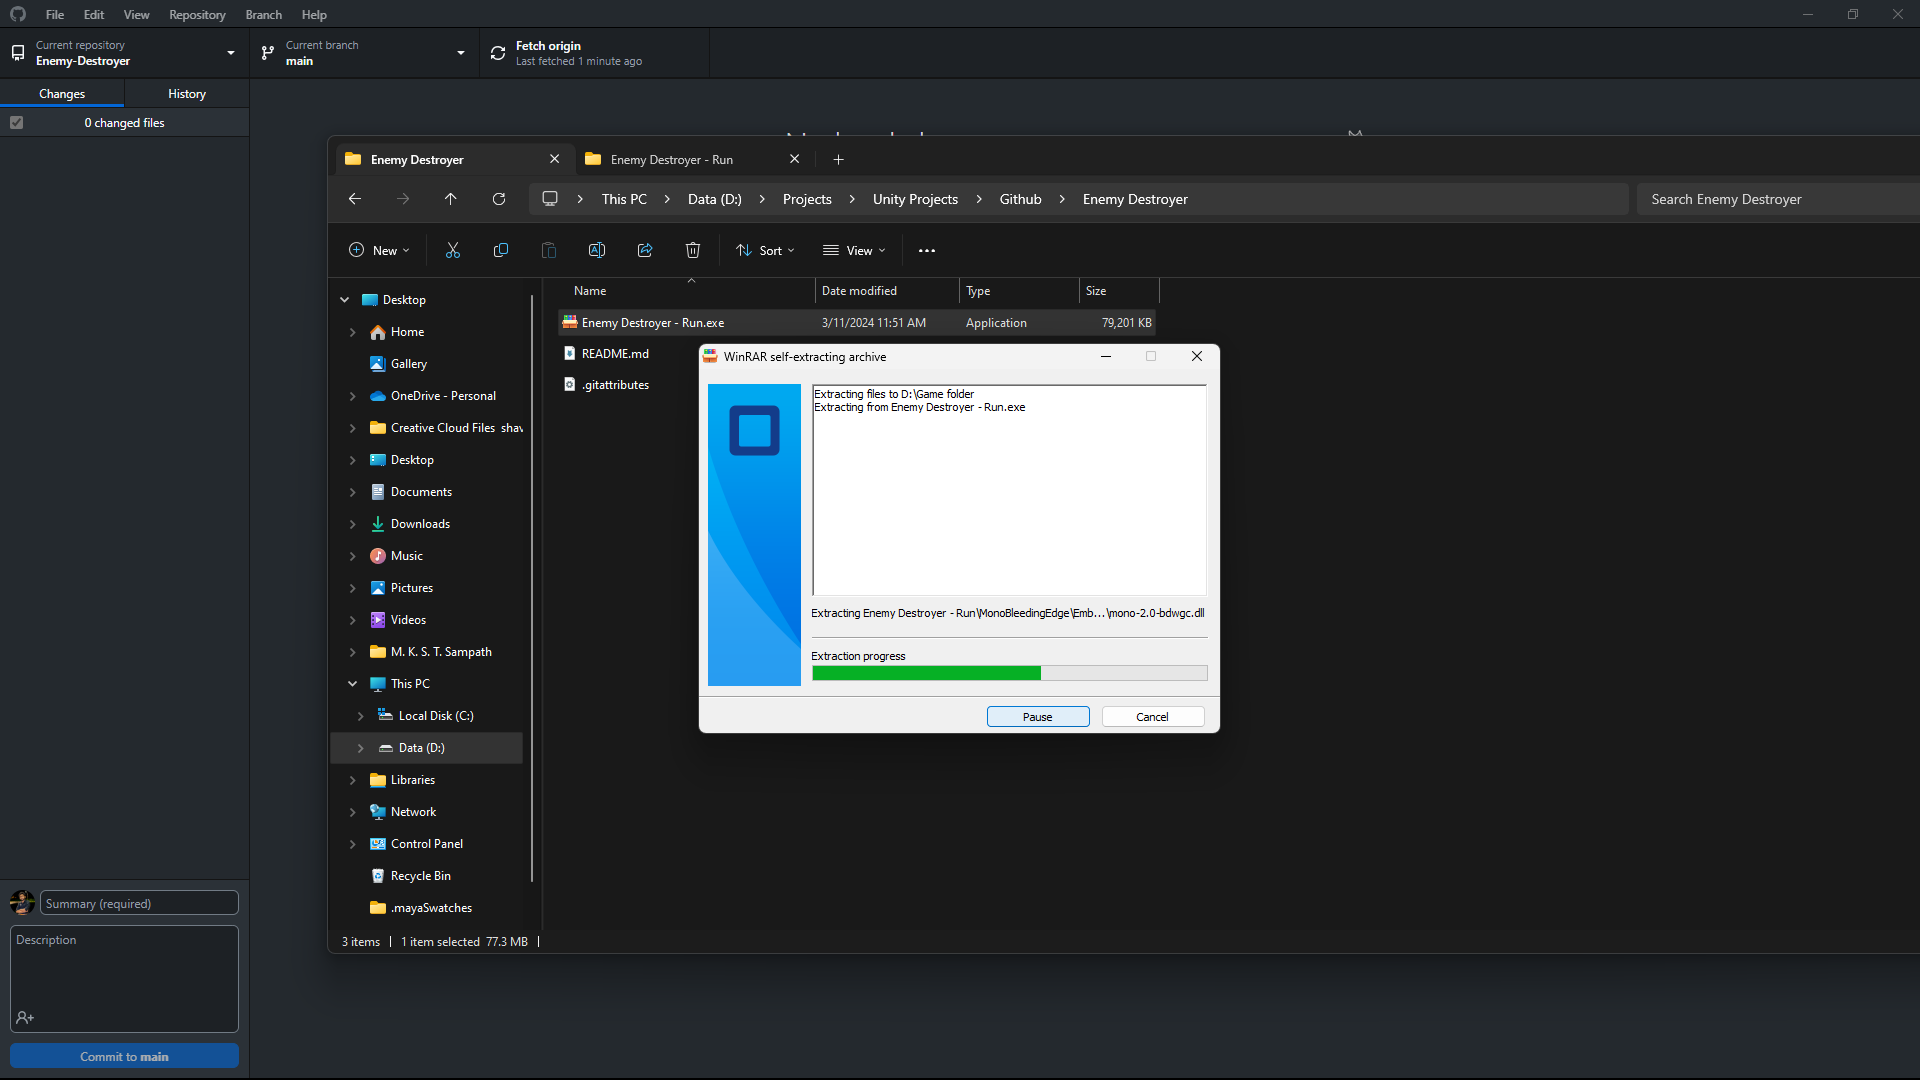 File Edit View Repository Branch Help
Current repository
Enemy-Destroyer
Current branch
main
Fetch origin
Last fetched 1 minute ago
Changes History
0 changed files
Enemy Destroyer
Enemy Destroyer - Run
This PC Data (D:) Projects Unity Projects Github Enemy Destroyer
Search Enemy Destroyer
New Sort View
Name Date modified Type Size
Enemy Destroyer - Run.exe 3/11/2024 11:51 AM Application 79,201 KB
README.md
.gitattributes
Desktop
Home
Gallery
OneDrive - Personal
Creative Cloud Files shav
Desktop
Documents
Downloads
Music
Pictures
Videos
M. K. S. T. Sampath
This PC
Local Disk (C:)
Data (D:)
Libraries
Network
Control Panel
Recycle Bin
.mayaSwatches
3 items 1 item selected 77.3 MB
WinRAR self-extracting archive
Extracting files to D:\Game folder
Extracting from Enemy Destroyer - Run.exe
Extracting Enemy Destroyer - Run\MonoBleedingEdge\Emb...\mono-2.0-bdwgc.dll
Extraction progress
Pause Cancel
Summary (required)
Description
Commit to main